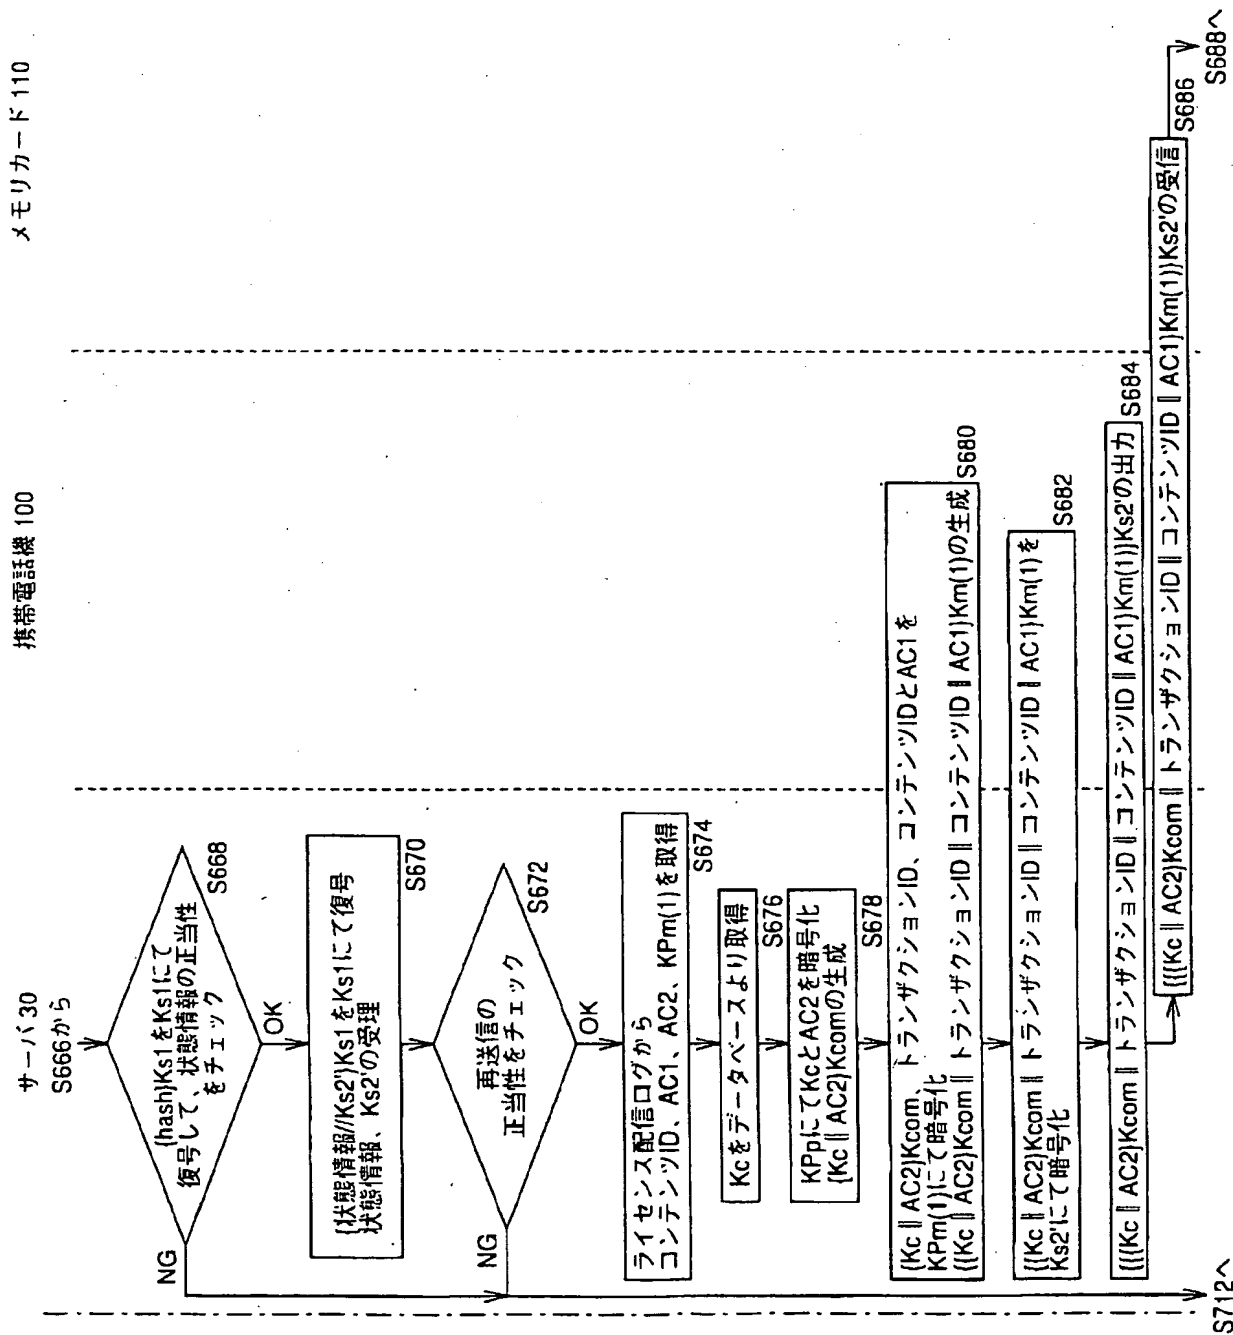 サーバ 30
携帯電話機 100
メモリカード 110
S666から
{hash}Ks1をKs1にて
復号して、状態情報の正当性
をチェック
S668
NG
OK
{状態情報//Ks2'}Ks1をKs1にて復号
状態情報、Ks2'の受理
S670
再送信の
正当性をチェック
S672
NG
OK
ライセンス配信ログから
コンテンツID、AC1、AC2、KPm(1)を取得
S674
Kcをデータベースより取得
S676
KPpにてKcとAC2を暗号化
{Kc∥AC2}Kcomの生成
S678
{Kc∥AC2}Kcom、トランザクションID、コンテンツIDとAC1を
KPm(1)にて暗号化
{{Kc∥AC2}Kcom∥トランザクションID∥コンテンツID∥AC1}Km(1)の生成
S680
{{Kc∥AC2}Kcom∥トランザクションID∥コンテンツID∥AC1}Km(1)を
Ks2'にて暗号化
S682
{{{Kc∥AC2}Kcom∥トランザクションID∥コンテンツID∥AC1}Km(1)}Ks2'の出力
S684
{{{Kc∥AC2}Kcom∥トランザクションID∥コンテンツID∥AC1}Km(1)}Ks2'の受信
S686
S712へ
S688へ